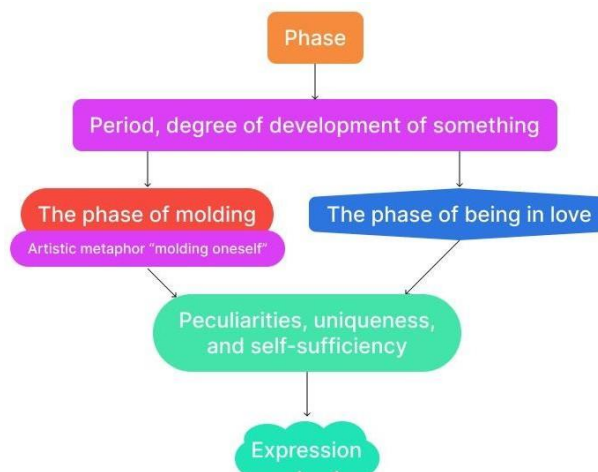 Phase
Period, degree of development of something
The phase of molding
The phase of being in love
Artistic metaphor “molding oneself”
Peculiarities, uniqueness,
and self-sufficiency
Expression